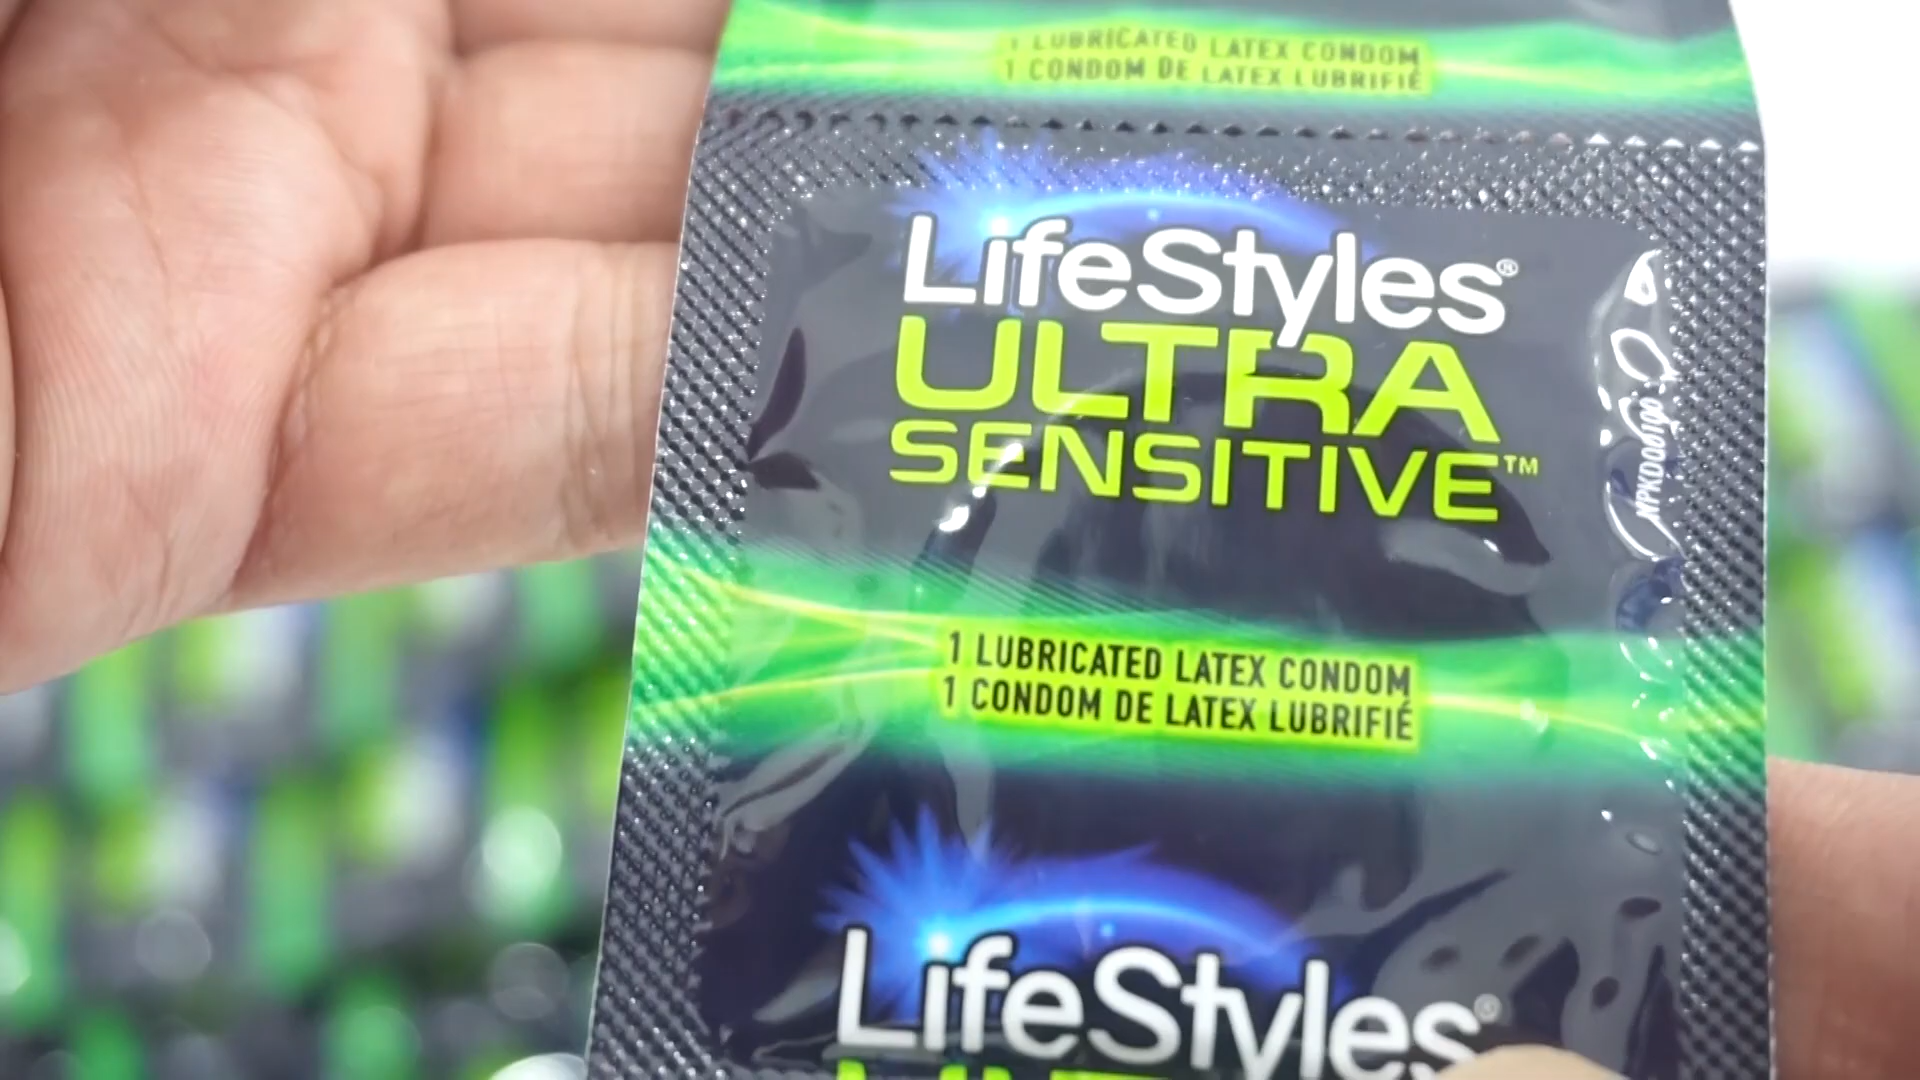 1 LUBRICATED LATEX CONDOM
1 CONDOM DE LATEX LUBRIFIÉ
LifeStyles®
ULTRA
SENSITIVE™
1 LUBRICATED LATEX CONDOM
1 CONDOM DE LATEX LUBRIFIÉ
LifeStyles®